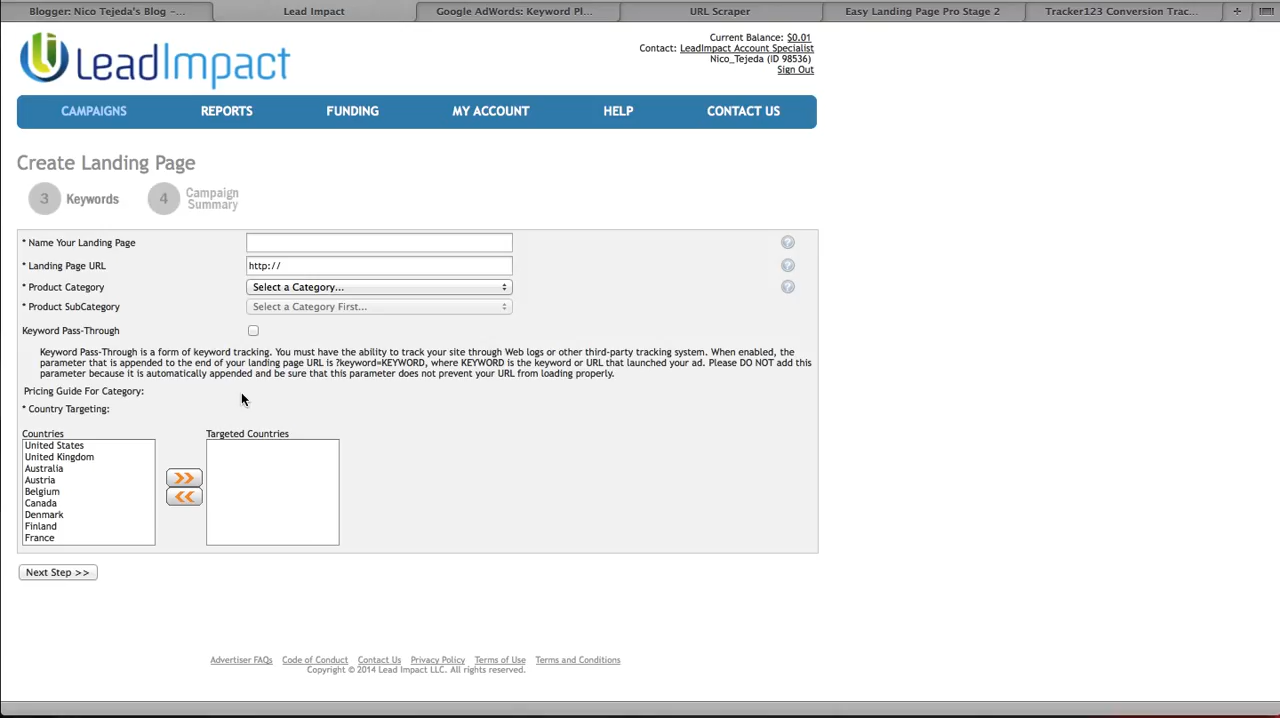 Blogger: Nico Tejeda's Blog – ...
Lead Impact
Google AdWords: Keyword Pl...
URL Scraper
Easy Landing Page Pro Stage 2
Tracker123 Conversion Trac...
LeadImpact
Current Balance: $0.01
Contact: LeadImpact Account Specialist
Nico_Tejeda (ID 98536)
Sign Out
CAMPAIGNS
REPORTS
FUNDING
MY ACCOUNT
HELP
CONTACT US
Create Landing Page
3 Keywords
4 Campaign
Summary
* Name Your Landing Page
?
* Landing Page URL
http://
?
* Product Category
Select a Category...
?
* Product SubCategory
Select a Category First...
Keyword Pass-Through
Keyword Pass-Through is a form of keyword tracking. You must have the ability to track your site through Web logs or other third-party tracking system. When enabled, the
parameter that is appended to the end of your landing page URL is ?keyword=KEYWORD, where KEYWORD is the keyword or URL that launched your ad. Please DO NOT add this
parameter because it is automatically appended and be sure that this parameter does not prevent your URL from loading properly.
Pricing Guide For Category:
* Country Targeting:
Countries
Targeted Countries
United States
United Kingdom
Australia
Austria
Belgium
Canada
Denmark
Finland
France
>>
<<
Next Step >>
Advertiser FAQs
Code of Conduct
Contact Us
Privacy Policy
Terms of Use
Terms and Conditions
Copyright © 2014 Lead Impact LLC. All rights reserved.